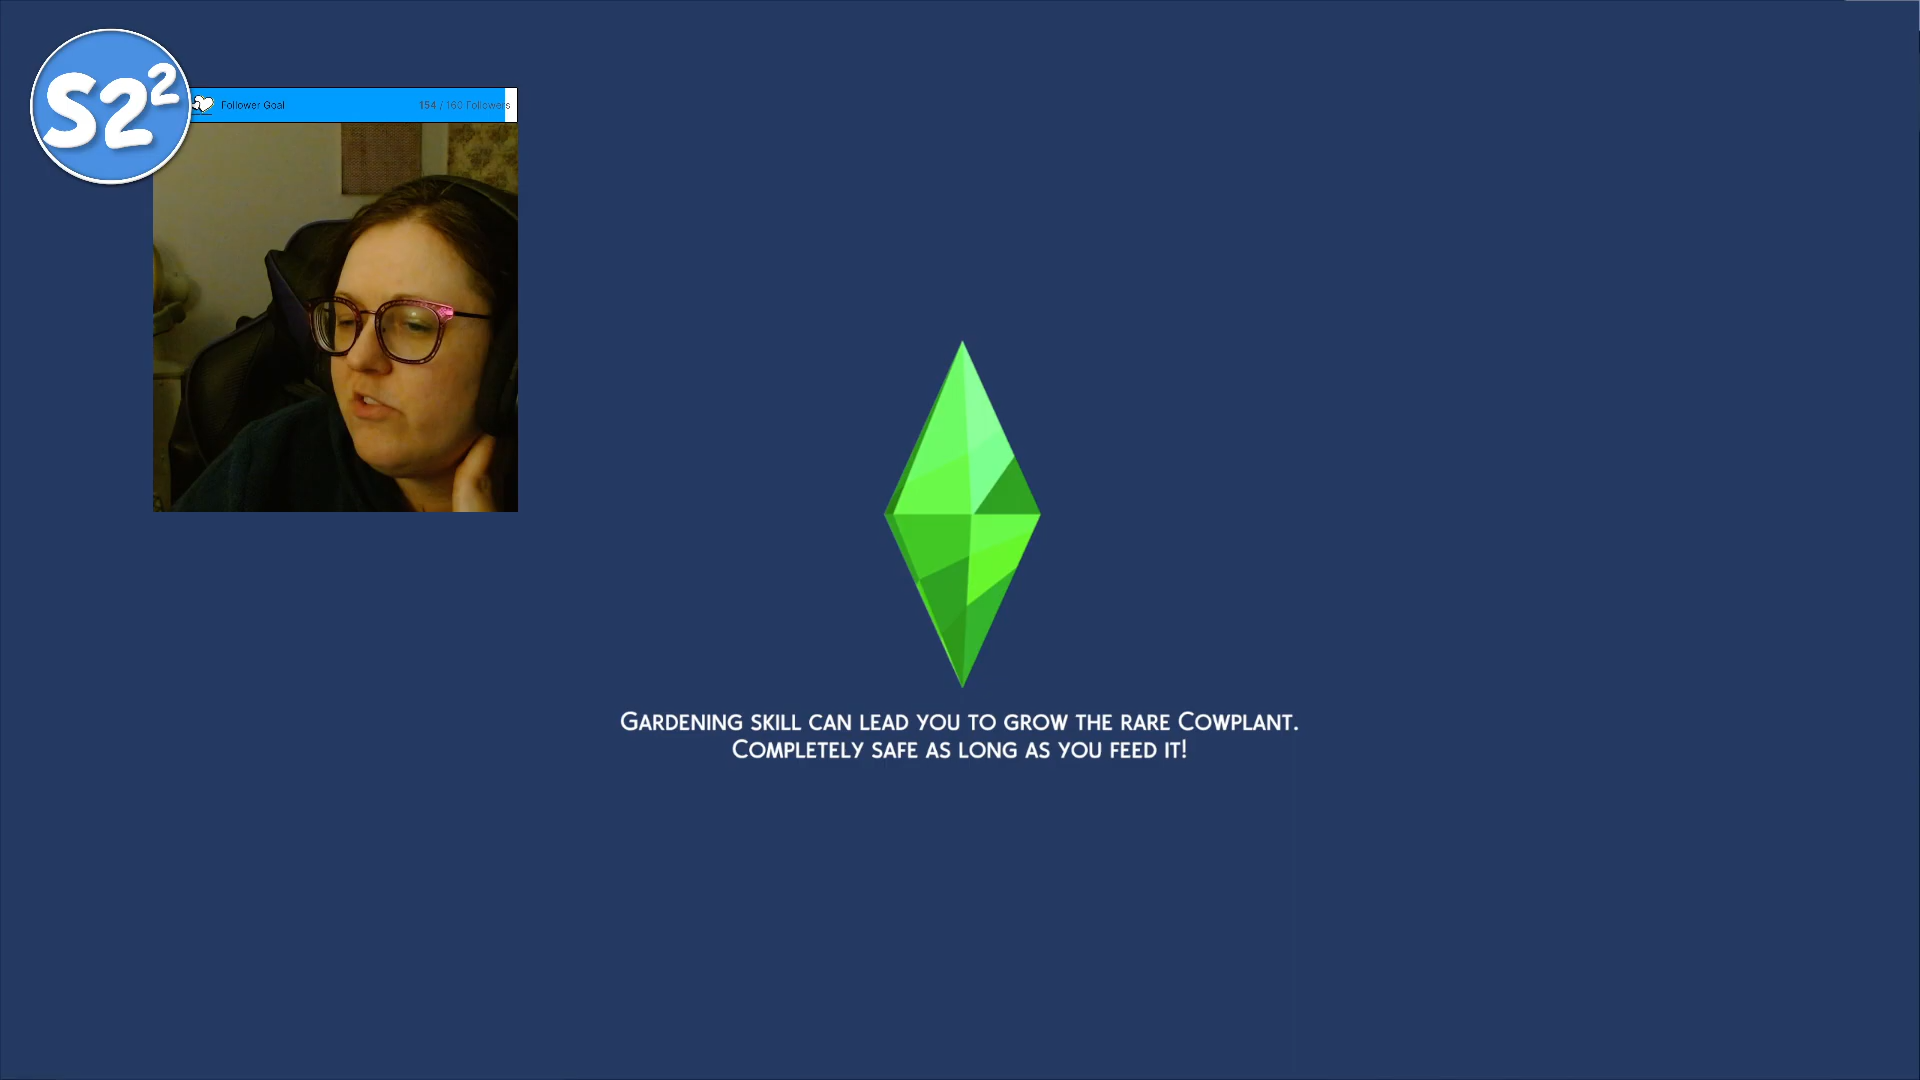 S2²
Follower Goal 154 / 160 Followers
Gardening skill can lead you to grow the rare Cowplant.
Completely safe as long as you feed it!